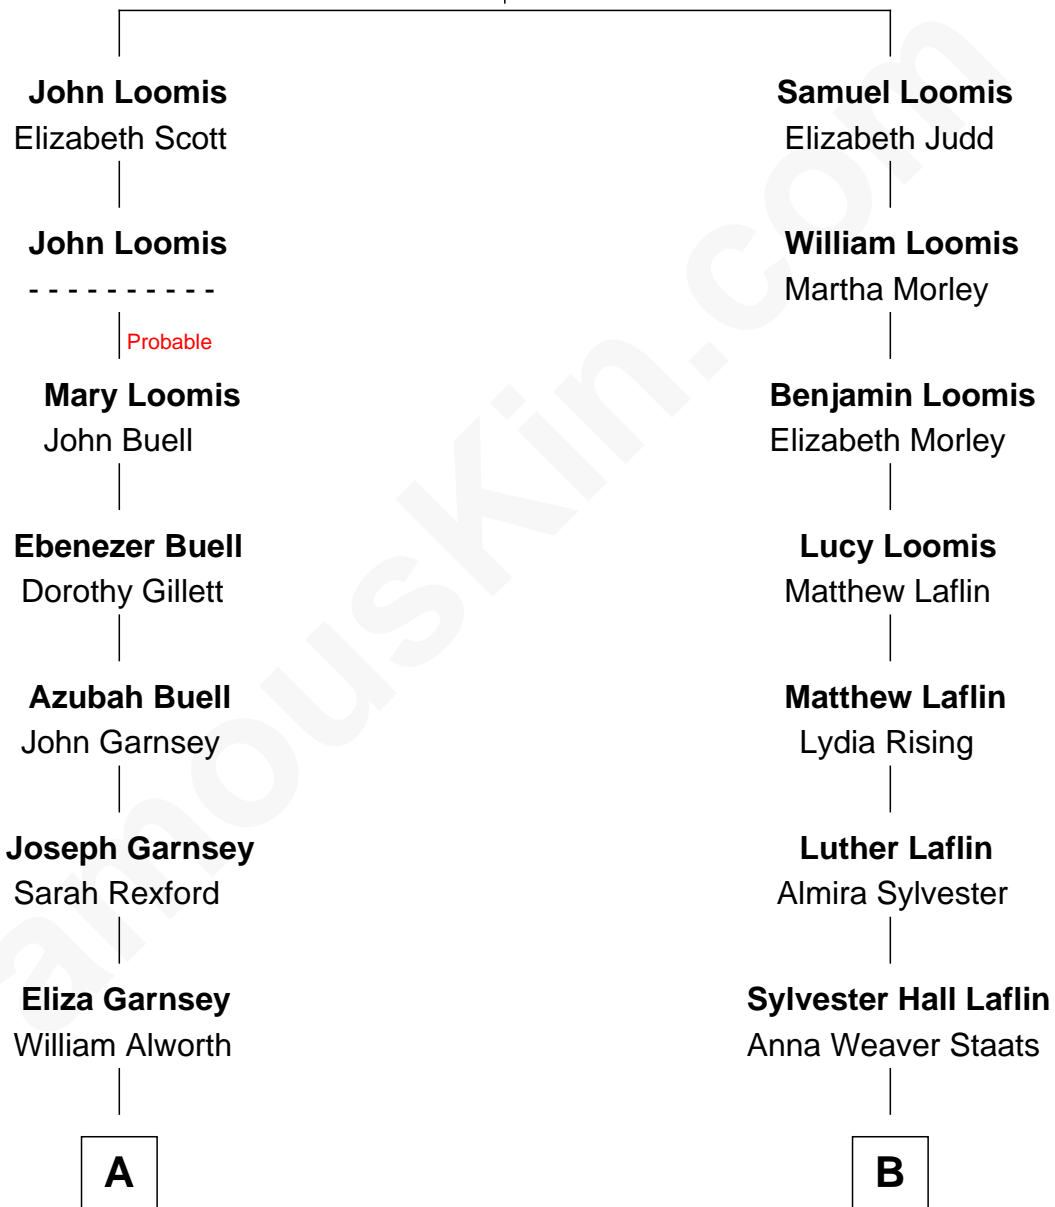 John Loomis
Elizabeth Scott
John Loomis
- - - - - - - - - -
Probable
Mary Loomis
John Buell
Ebenezer Buell
Dorothy Gillett
Azubah Buell
John Garnsey
Joseph Garnsey
Sarah Rexford
Eliza Garnsey
William Alworth
A
Samuel Loomis
Elizabeth Judd
William Loomis
Martha Morley
Benjamin Loomis
Elizabeth Morley
Lucy Loomis
Matthew Laflin
Matthew Laflin
Lydia Rising
Luther Laflin
Almira Sylvester
Sylvester Hall Laflin
Anna Weaver Staats
B
amouskin.com